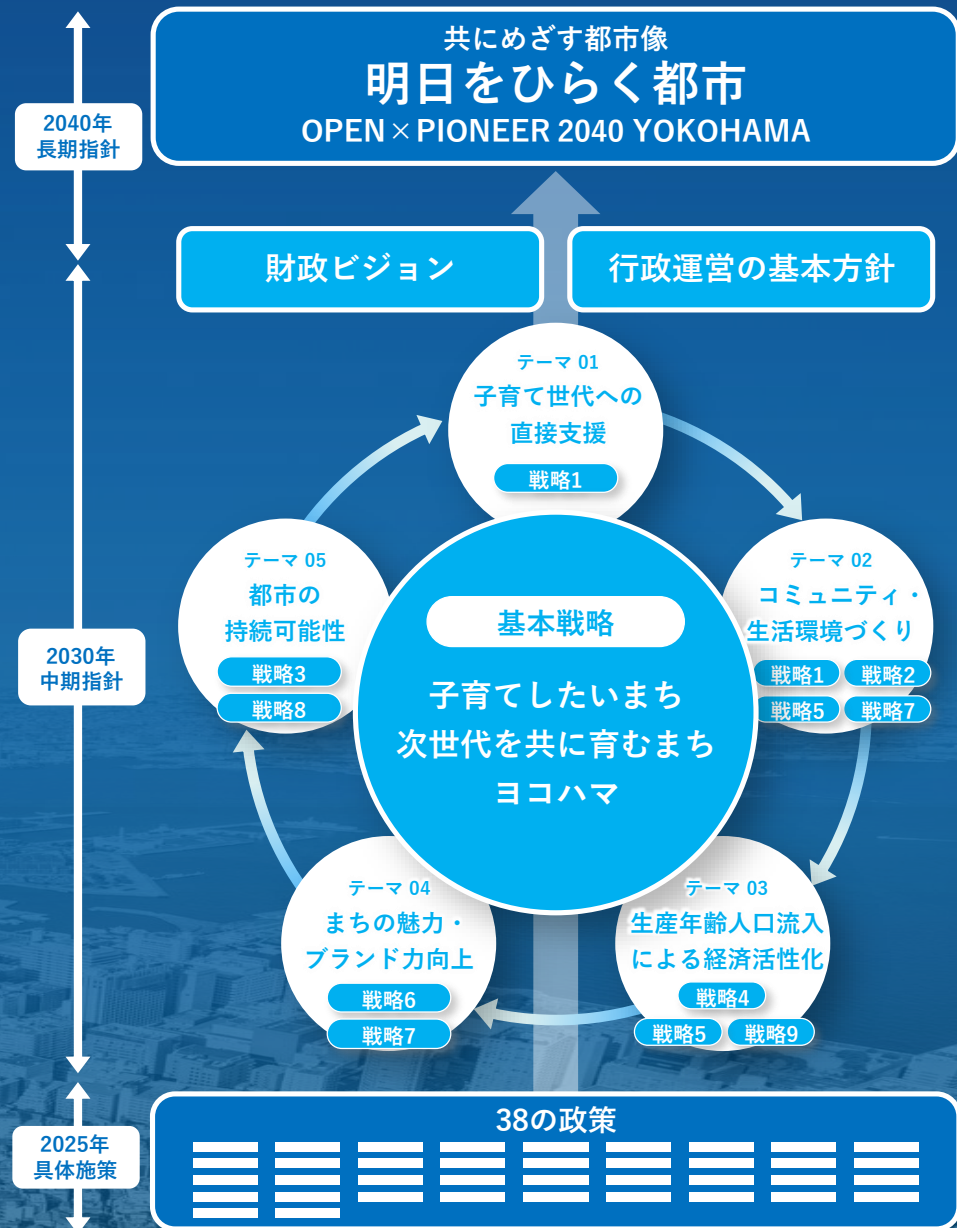 共にめざす都市像
明日をひらく都市
OPEN×PIONEER 2040 YOKOHAMA
2040年
長期指針
財政ビジョン
行政運営の基本方針
テーマ 01
子育て世代への
直接支援
戦略1
テーマ 02
コミュニティ・
生活環境づくり
戦略1
戦略2
戦略5
戦略7
テーマ 03
生産年齢人口流入
による経済活性化
戦略4
戦略5
戦略9
テーマ 04
まちの魅力・
ブランド力向上
戦略6
戦略7
テーマ 05
都市の
持続可能性
戦略3
戦略8
基本戦略
子育てしたいまち
次世代を共に育むまち
ヨコハマ
2030年
中期指針
38の政策
2025年
具体施策